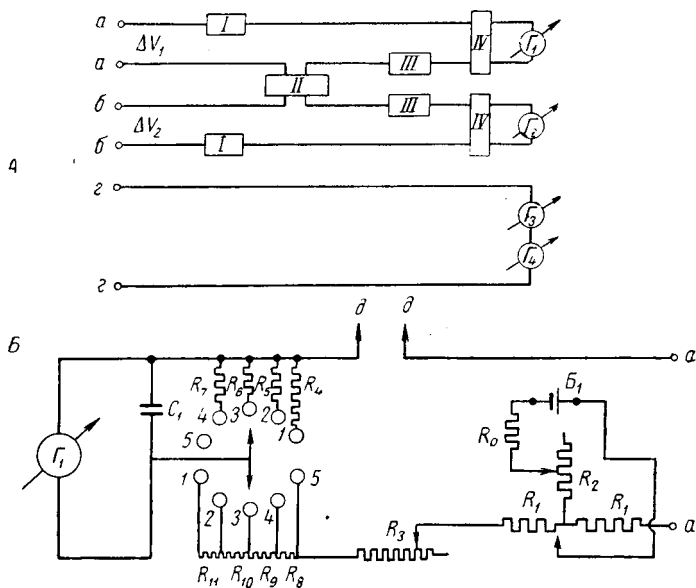 а I IV Г₁
ΔV₁
а III
II
б III IV Г₂
ΔV₂
б I
А
г Г₃
Г₄
г
д д
Б а
R₇ R₆ R₅ R₄ Б₁
C₁ 4 3 2 1
5 R₀
Г₁ R₂
1 5
2 3 4 R₁ R₁ а
R₃
R₁₁ R₁₀ R₉ R₈